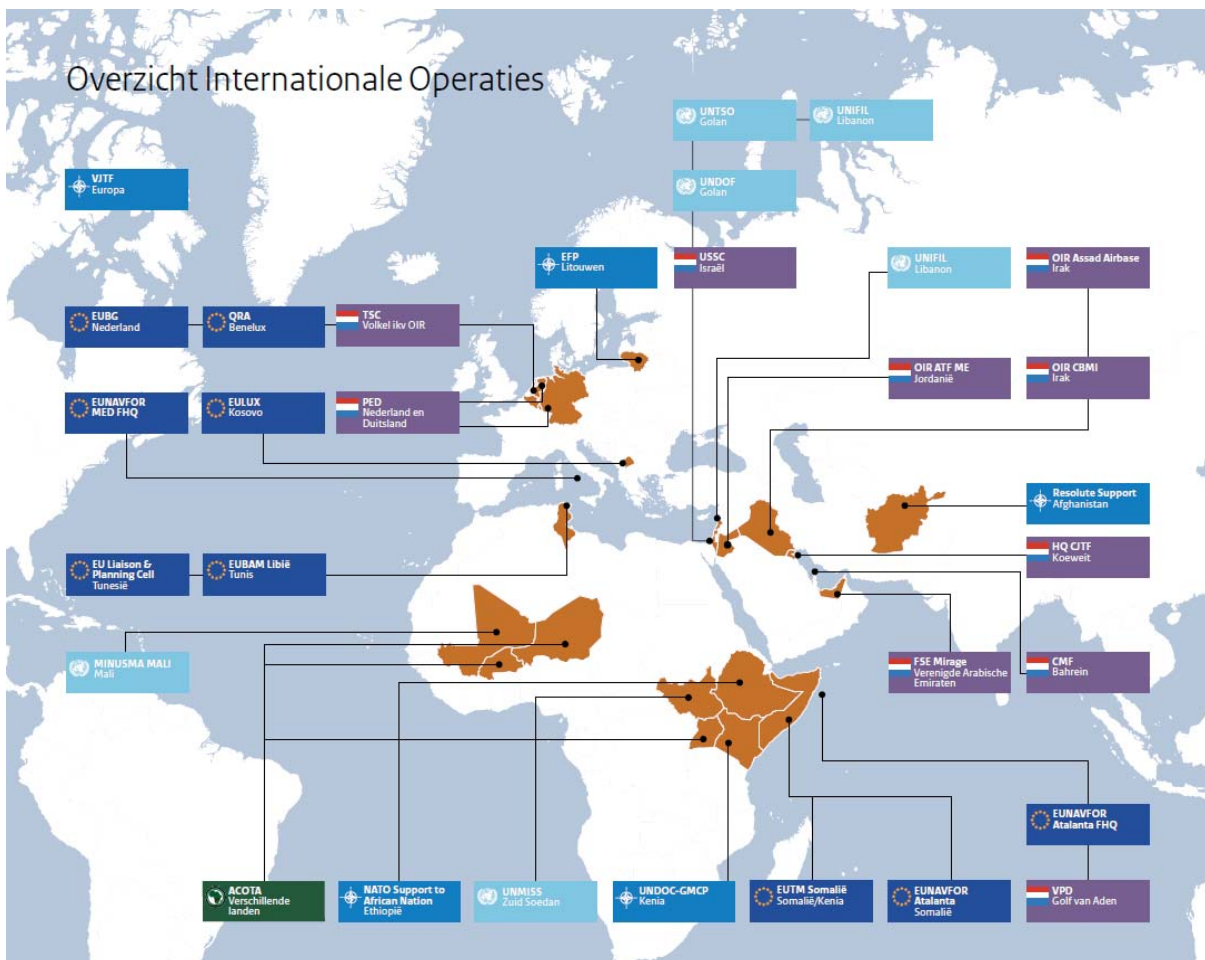 Overzicht Internationale Operaties
UNTSO
Golan
UNIFIL
Libanon
VJTF
Europa
UNDOF
Golan
EFP
Litouwen
USSC
Israël
UNIFIL
Libanon
OIR Assad Airbase
Irak
EUBG
Nederland
QRA
Benelux
TSC
Volkel ikv OIR
OIR ATF ME
Jordanië
OIR CBMI
Irak
EUNAVFOR
MED FHQ
EULUX
Kosovo
PED
Nederland en
Duitsland
Resolute Support
Afghanistan
HQ CJTF
Koeweit
EU Liaison &
Planning Cell
Tunesië
EUBAM Libië
Tunis
MINUSMA MALI
Mali
FSE Mirage
Verenigde Arabische
Emiraten
CMF
Bahrein
EUNAVFOR
Atalanta FHQ
ACOTA
Verschillende
landen
NATO Support to
African Nation
Ethiopië
UNMISS
Zuid Soedan
UNDOC-GMCP
Kenia
EUTM Somalië
Somalië/Kenia
EUNAVFOR
Atalanta
Somalië
VPD
Golf van Aden